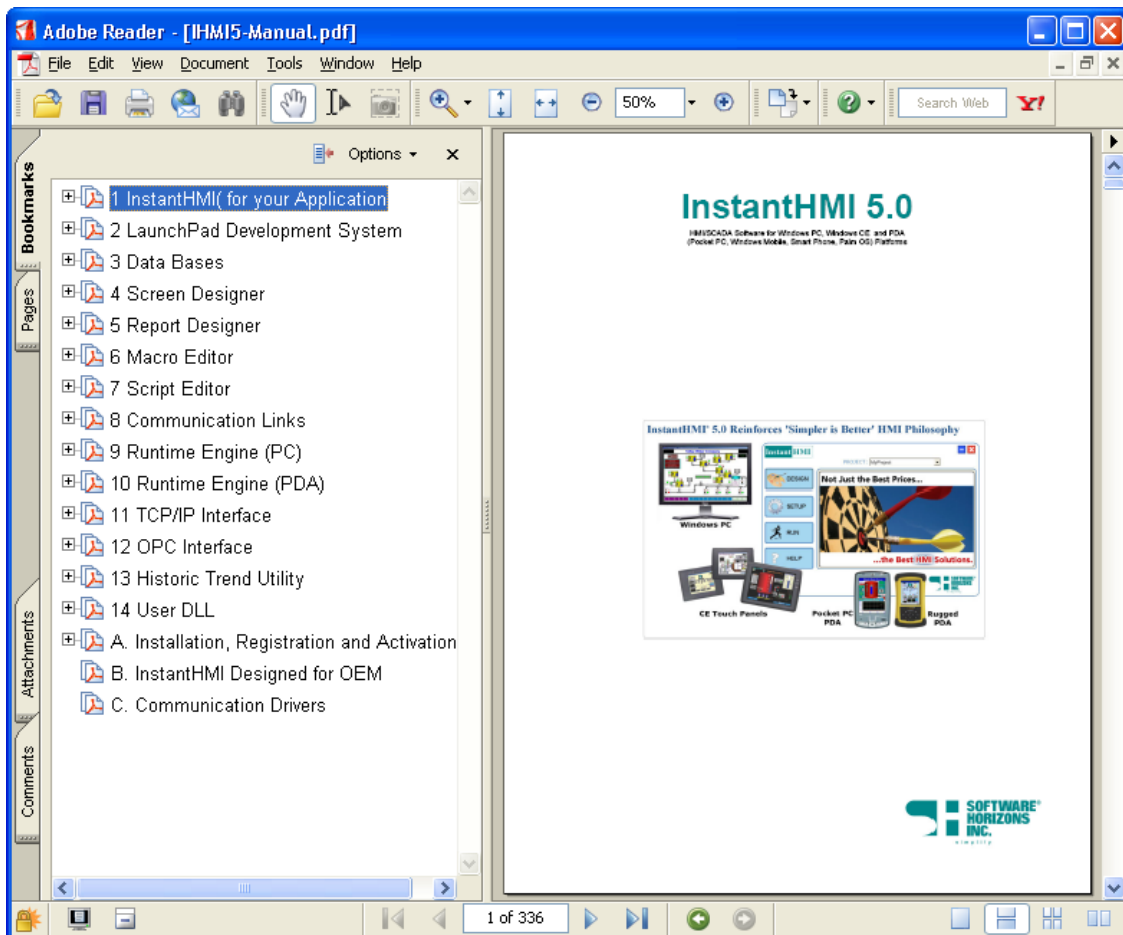 Adobe Reader - [IHMI5-Manual.pdf]
File Edit View Document Tools Window Help
50%
Search Web Y!
Options
Bookmarks
Pages
Attachments
Comments
1 InstantHMI( for your Application
2 LaunchPad Development System
3 Data Bases
4 Screen Designer
5 Report Designer
6 Macro Editor
7 Script Editor
8 Communication Links
9 Runtime Engine (PC)
10 Runtime Engine (PDA)
11 TCP/IP Interface
12 OPC Interface
13 Historic Trend Utility
14 User DLL
A. Installation, Registration and Activation
B. InstantHMI Designed for OEM
C. Communication Drivers
InstantHMI 5.0
HMI/SCADA Software for Windows PC, Windows CE and PDA
(Pocket PC, Windows Mobile, Smart Phone, Palm OS) Platforms
InstantHMI' 5.0 Reinforces 'Simpler is Better' HMI Philosophy
InstantHMI
PROJECT: MyProject
DESIGN
SETUP
RUN
HELP
Not Just the Best Prices...
...the Best HMI Solutions.
Windows PC
CE Touch Panels
Pocket PC
PDA
Rugged
PDA
SOFTWARE
HORIZONS
INC.
simplify
1 of 336